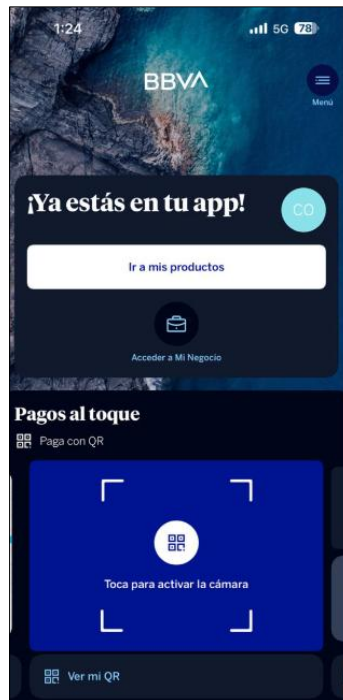 1:24
5G 78
BBVA
Menú
¡Ya estás en tu app!
CO
Ir a mis productos
Acceder a Mi Negocio
Pagos al toque
Paga con QR
Toca para activar la cámara
Ver mi QR